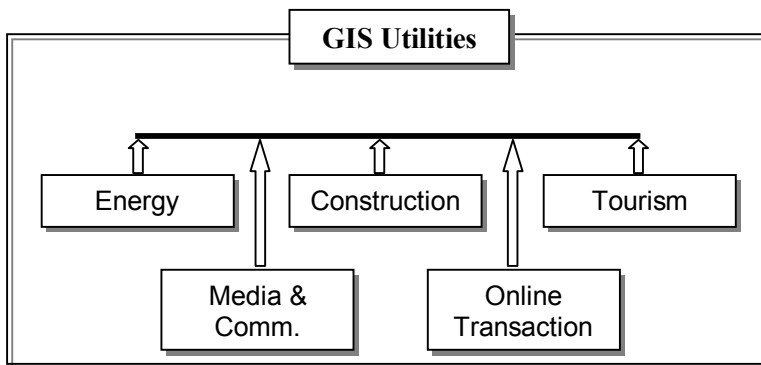 GIS Utilities
Energy
Construction
Tourism
Media &
Comm.
Online
Transaction